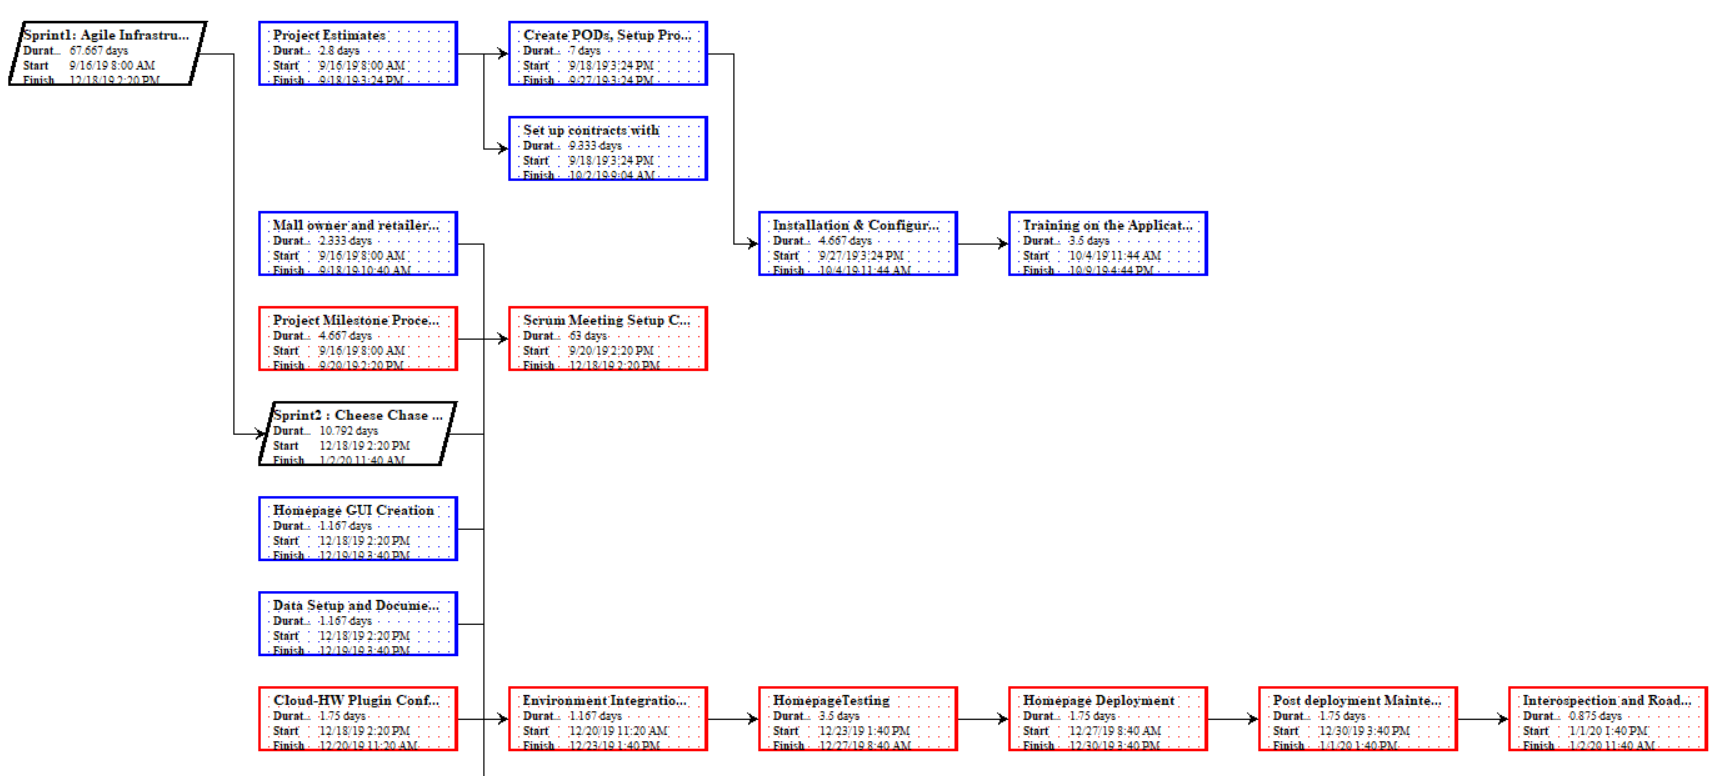 Sprint1: Agile Infrastru...
Durat... 67.667 days
Start 9/16/19 8:00 AM
Finish 12/18/19 2:20 PM
Project Estimates
Durat... 2.8 days
Start 9/16/19 8:00 AM
Finish 9/18/19 3:24 PM
Create PODs, Setup Pro...
Durat... 7 days
Start 9/18/19 3:24 PM
Finish 9/27/19 3:24 PM
Set up contracts with
Durat... 9.333 days
Start 9/18/19 3:24 PM
Finish 10/2/19 9:04 AM
Mall owner and retailer...
Durat... 2.333 days
Start 9/16/19 8:00 AM
Finish 9/18/19 10:40 AM
Installation & Configur...
Durat... 4.667 days
Start 9/27/19 3:24 PM
Finish 10/4/19 11:44 AM
Training on the Applicat...
Durat... 3.5 days
Start 10/4/19 11:44 AM
Finish 10/9/19 4:44 PM
Project Milestone Proce...
Durat... 4.667 days
Start 9/16/19 8:00 AM
Finish 9/20/19 2:20 PM
Scrum Meeting Setup C...
Durat... 63 days
Start 9/20/19 2:20 PM
Finish 12/18/19 2:20 PM
Sprint2 : Cheese Chase ...
Durat... 10.792 days
Start 12/18/19 2:20 PM
Finish 1/2/20 11:40 AM
Homepage GUI Creation
Durat... 1.167 days
Start 12/18/19 2:20 PM
Finish 12/19/19 3:40 PM
Data Setup and Docume...
Durat... 1.167 days
Start 12/18/19 2:20 PM
Finish 12/19/19 3:40 PM
Cloud-HW Plugin Conf...
Durat... 1.75 days
Start 12/18/19 2:20 PM
Finish 12/20/19 11:20 AM
Environment Integratio...
Durat... 1.167 days
Start 12/20/19 11:20 AM
Finish 12/23/19 1:40 PM
HomepageTesting
Durat... 3.5 days
Start 12/23/19 1:40 PM
Finish 12/27/19 8:40 AM
Homepage Deployment
Durat... 1.75 days
Start 12/27/19 8:40 AM
Finish 12/30/19 3:40 PM
Post deployment Mainte...
Durat... 1.75 days
Start 12/30/19 3:40 PM
Finish 1/1/20 1:40 PM
Interospection and Road...
Durat... 0.875 days
Start 1/1/20 1:40 PM
Finish 1/2/20 11:40 AM